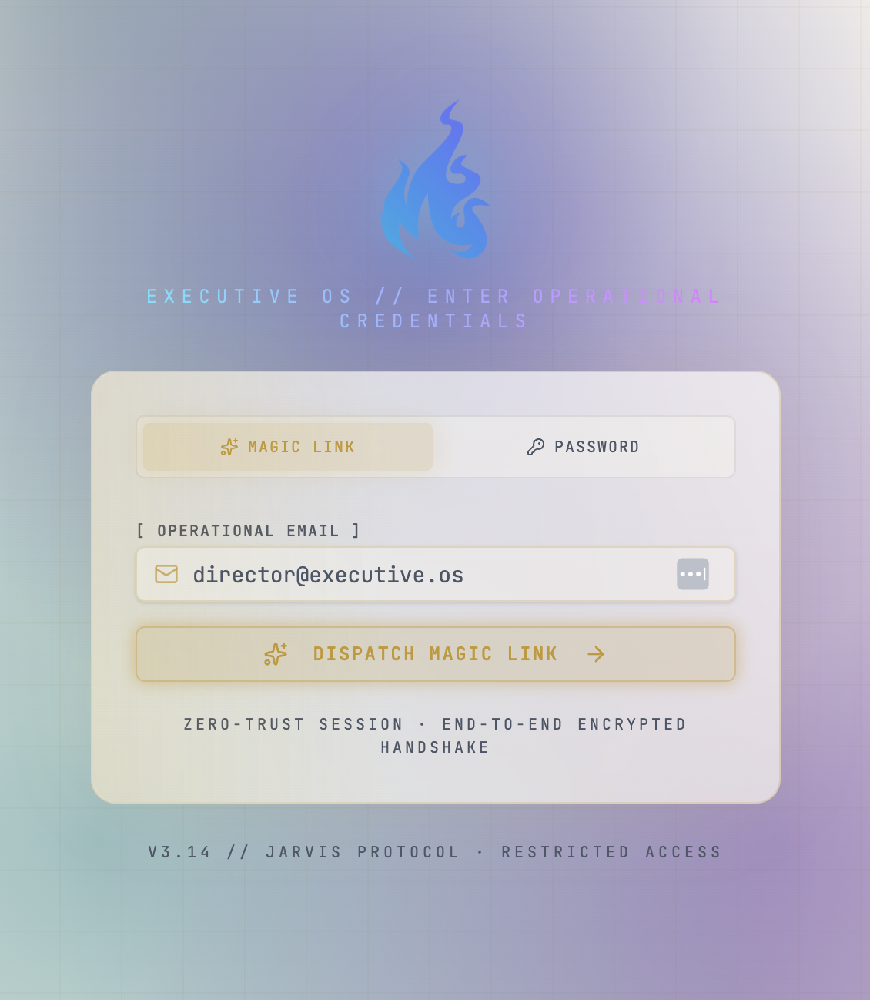 EXECUTIVE OS // ENTER OPERATIONAL
CREDENTIALS
MAGIC LINK
PASSWORD
[ OPERATIONAL EMAIL ]
director@executive.os
DISPATCH MAGIC LINK
ZERO-TRUST SESSION · END-TO-END ENCRYPTED
HANDSHAKE
V3.14 // JARVIS PROTOCOL · RESTRICTED ACCESS